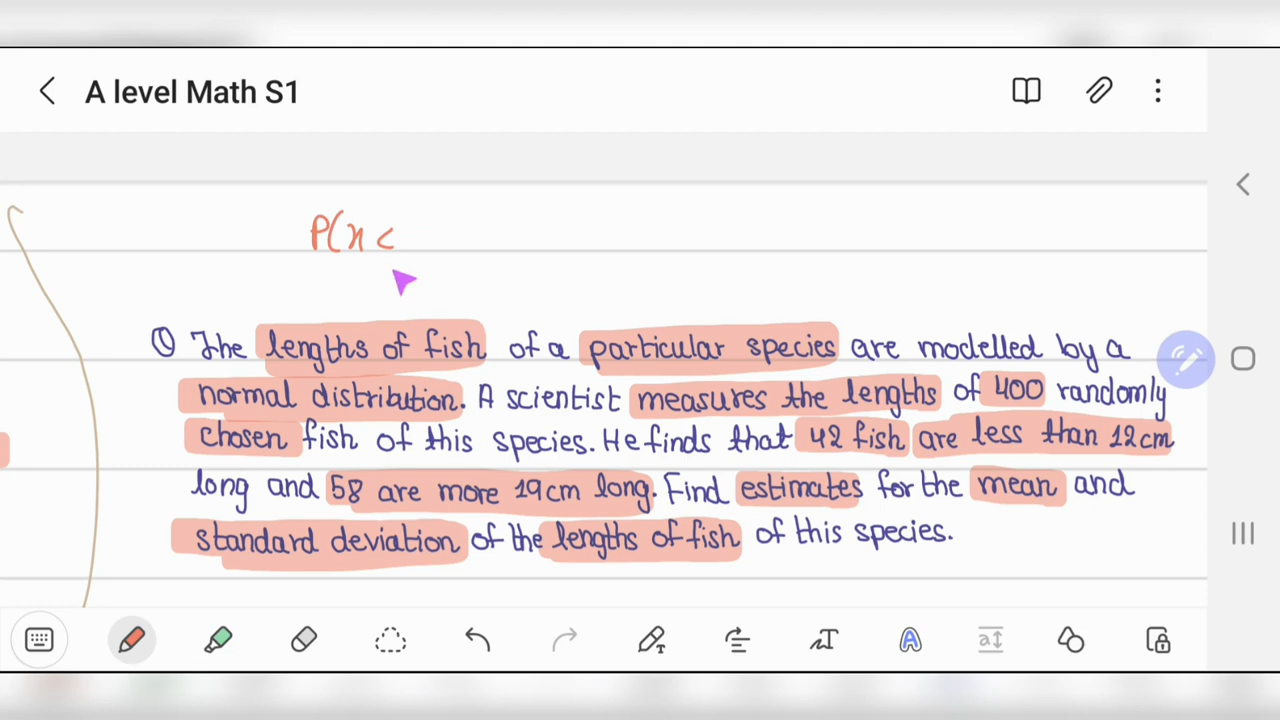 A level Math S1
P(x <
Q The lengths of fish of a particular species are modelled by a
normal distribution. A scientist measures the lengths of 400 randomly
chosen fish of this species. He finds that 42 fish are less than 12cm
long and 58 are more 19cm long. Find estimates for the mean and
standard deviation of the lengths of fish of this species.